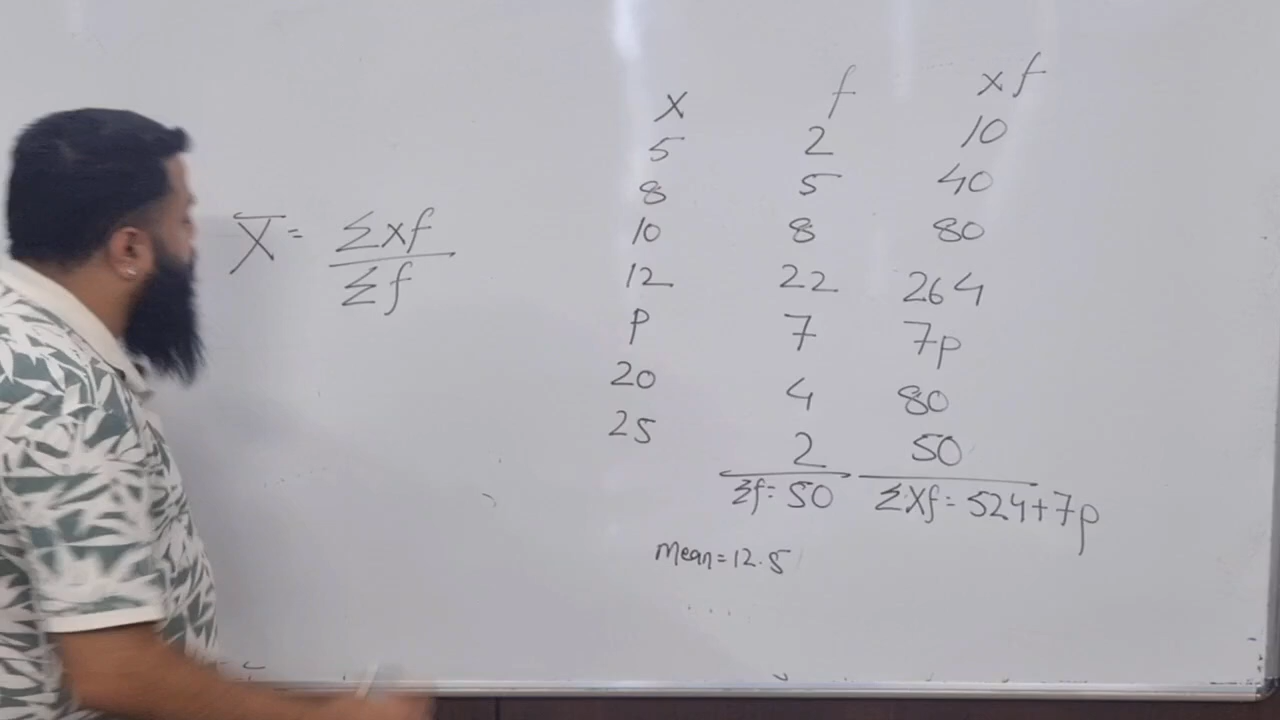 X f xf
5 2 10
8 5 40
10 8 80
12 22 264
P 7 7p
20 4 80
25 2 50
Σf = 50 Σxf = 524+7p
mean = 12.5
X̅ = Σxf
Σf